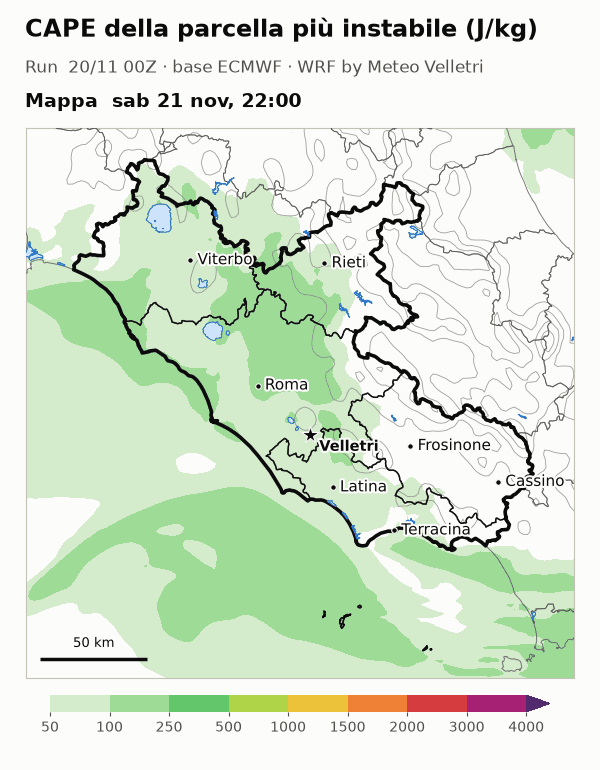 CAPE della parcella più instabile (J/kg)
Run  20/11 00Z · base ECMWF · WRF by Meteo Velletri
Mappa  sab 21 nov, 22:00
Viterbo
Rieti
Roma
Velletri
Frosinone
Latina
Cassino
Terracina
50 km
50 100 250 500 1000 1500 2000 3000 4000